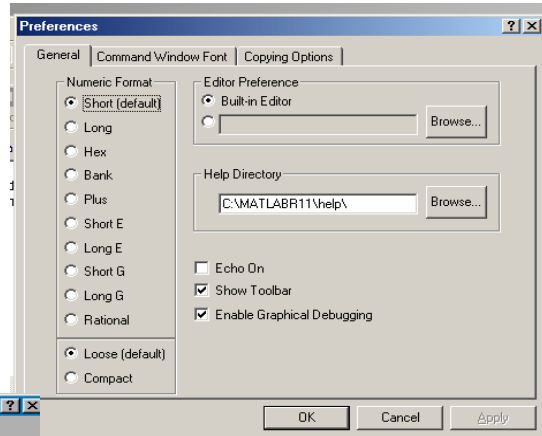 Preferences
General
Command Window Font
Copying Options
Numeric Format
Short (default)
Long
Hex
Bank
Plus
Short E
Long E
Short G
Long G
Rational
Loose (default)
Compact
Editor Preference
Built-in Editor
Browse...
Help Directory
C:\MATLABR11\help\
Browse...
Echo On
Show Toolbar
Enable Graphical Debugging
OK
Cancel
Apply